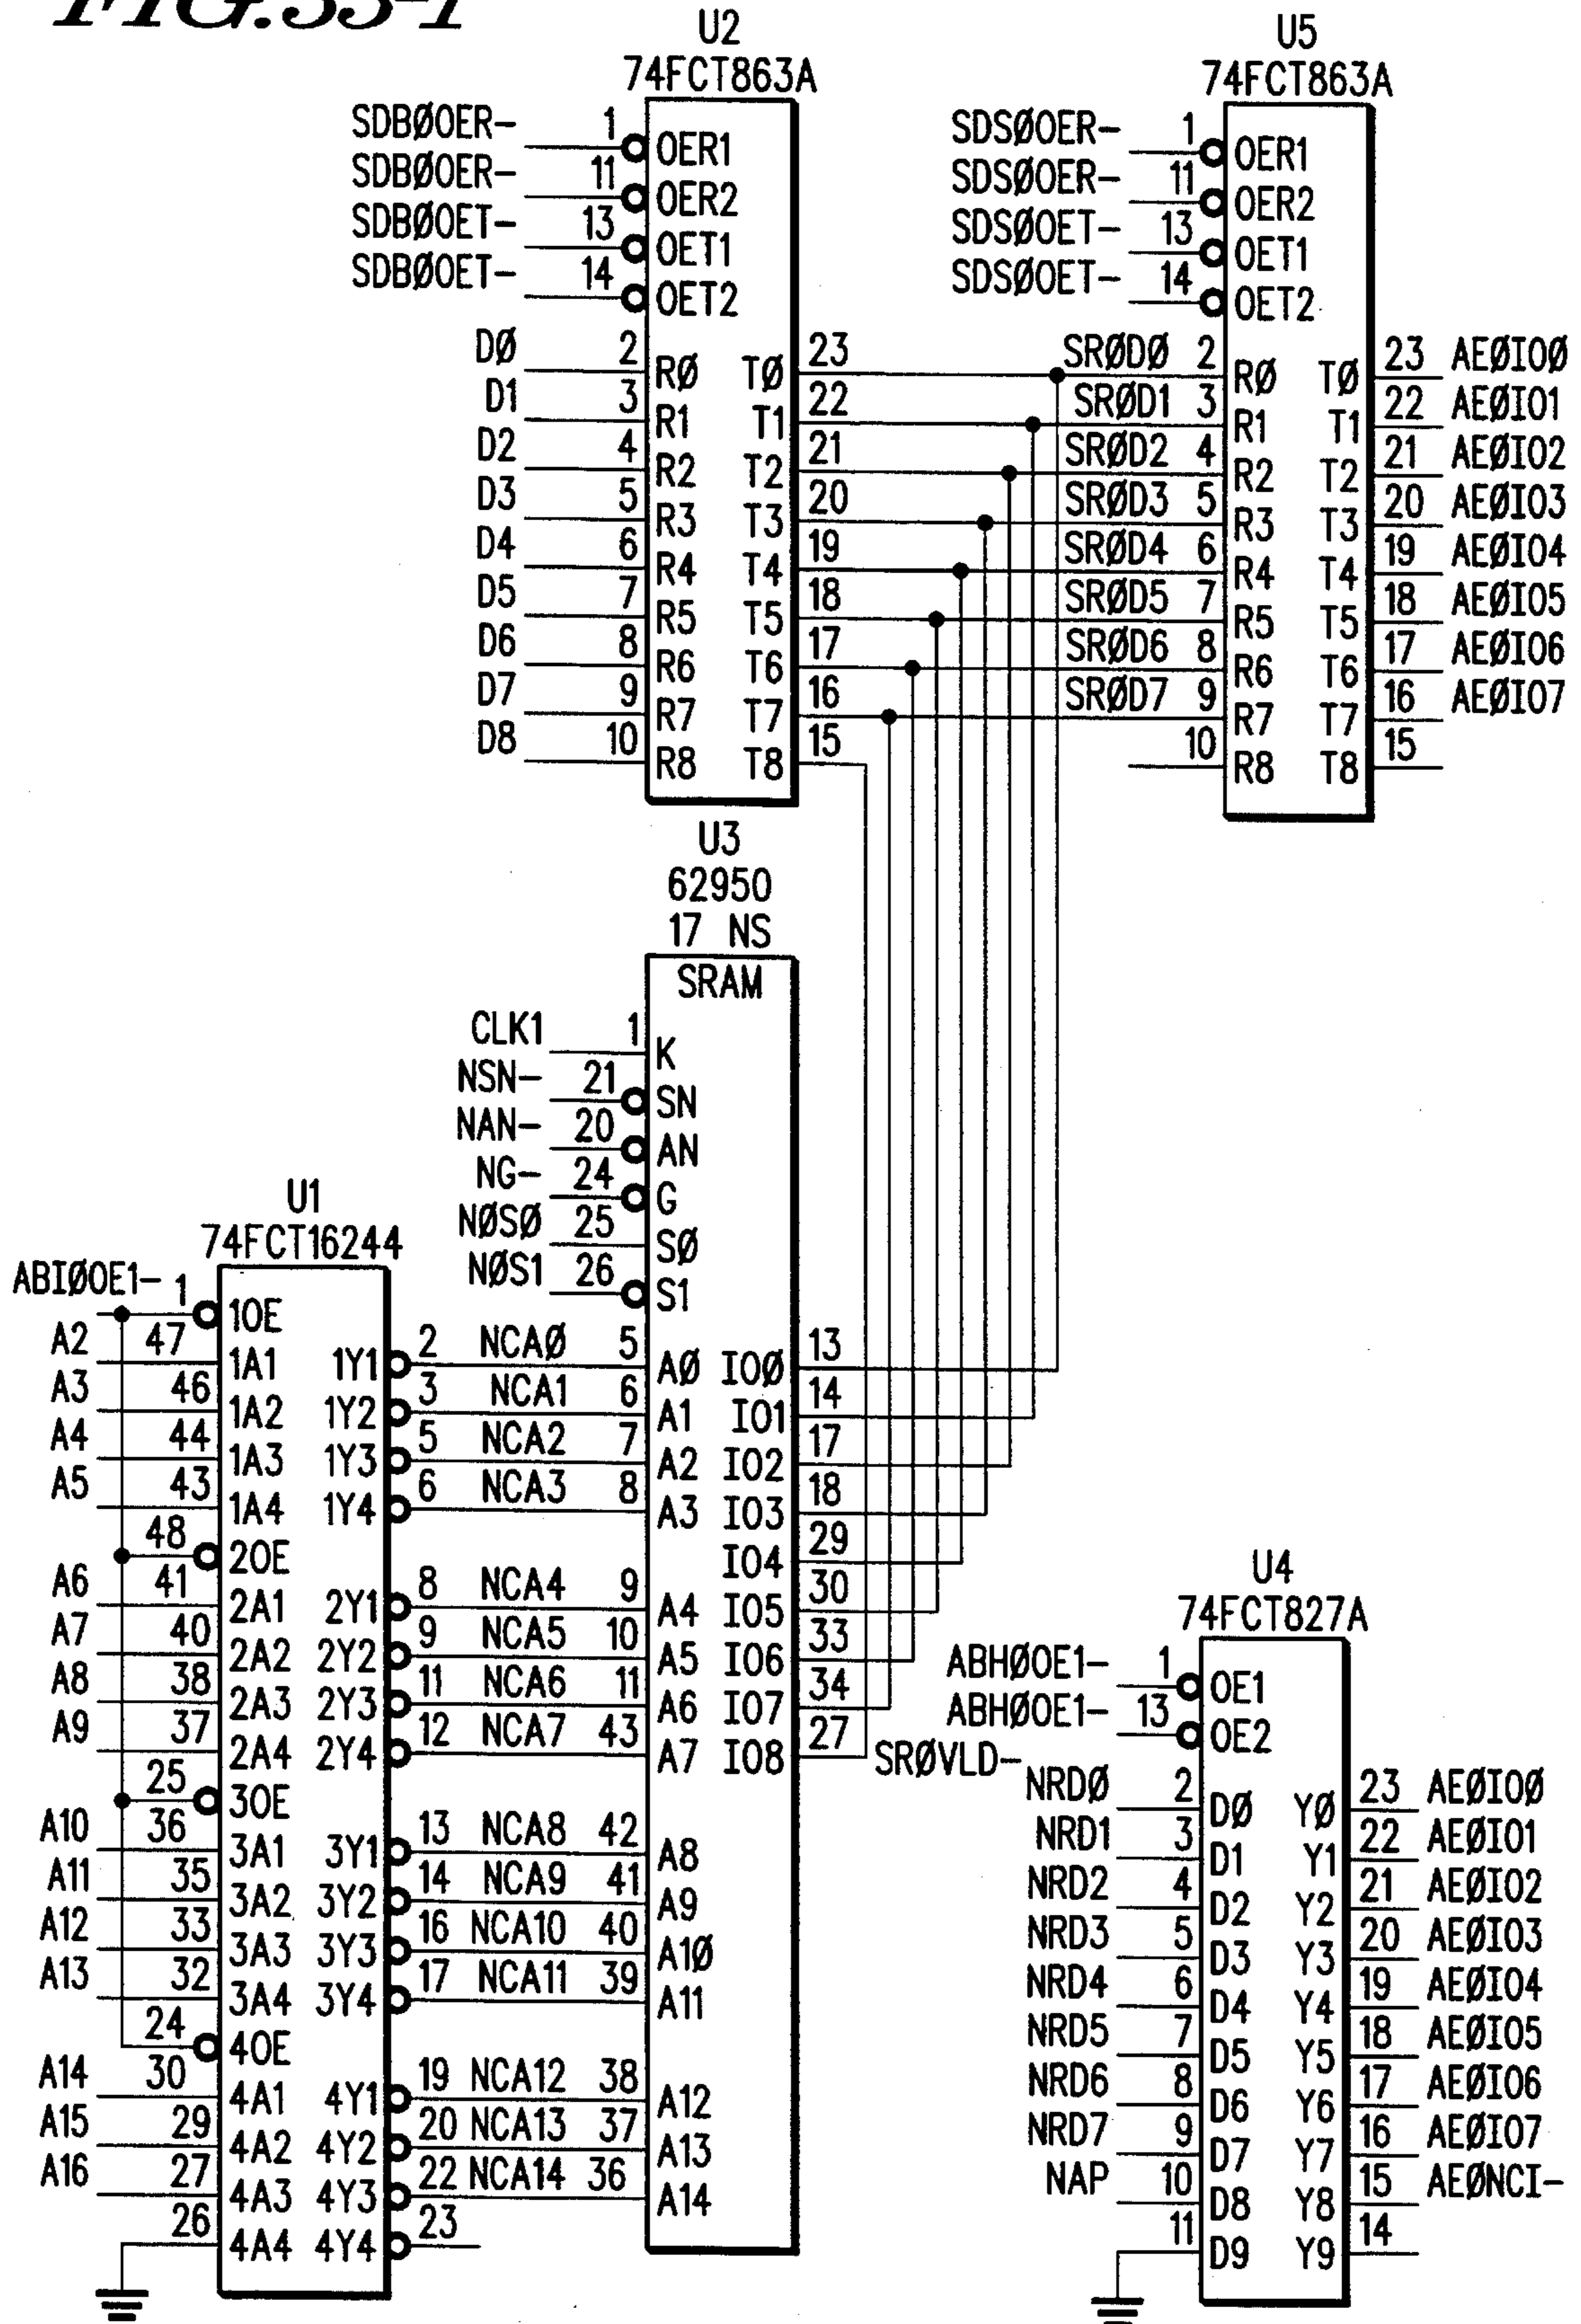 FIG.33-1
U2
74FCT863A
SDBØOER- 1 OER1
SDBØOER- 11 OER2
SDBØOET- 13 OET1
SDBØOET- 14 OET2
DØ 2 RØ TØ 23
D1 3 R1 T1 22
D2 4 R2 T2 21
D3 5 R3 T3 20
D4 6 R4 T4 19
D5 7 R5 T5 18
D6 8 R6 T6 17
D7 9 R7 T7 16
D8 10 R8 T8 15
U5
74FCT863A
SDSØOER- 1 OER1
SDSØOER- 11 OER2
SDSØOET- 13 OET1
SDSØOET- 14 OET2
SRØDØ 2 RØ TØ 23 AEØIOØ
SRØD1 3 R1 T1 22 AEØIO1
SRØD2 4 R2 T2 21 AEØIO2
SRØD3 5 R3 T3 20 AEØIO3
SRØD4 6 R4 T4 19 AEØIO4
SRØD5 7 R5 T5 18 AEØIO5
SRØD6 8 R6 T6 17 AEØIO6
SRØD7 9 R7 T7 16 AEØIO7
10 R8 T8 15
U3
62950
17 NS
SRAM
CLK1 1 K
NSN- 21 SN
NAN- 20 AN
NG- 24 G
NØSØ 25 SØ
NØS1 26 S1
NCAØ 5 AØ IOØ 13
NCA1 6 A1 IO1 14
NCA2 7 A2 IO2 17
NCA3 8 A3 IO3 18
IO4 29
NCA4 9 A4 IO5 30
NCA5 10 A5 IO6 33
NCA6 11 A6 IO7 34
NCA7 43 A7 IO8 27 SRØVLD-
NCA8 42 A8
NCA9 41 A9
NCA10 40 A1Ø
NCA11 39 A11
NCA12 38 A12
NCA13 37 A13
NCA14 36 A14
U1
74FCT16244
ABIØOE1- 1 1OE
A2 47 1A1 1Y1 2
A3 46 1A2 1Y2 3
A4 44 1A3 1Y3 5
A5 43 1A4 1Y4 6
48 2OE
A6 41 2A1 2Y1 8
A7 40 2A2 2Y2 9
A8 38 2A3 2Y3 11
A9 37 2A4 2Y4 12
25 3OE
A10 36 3A1 3Y1 13
A11 35 3A2 3Y2 14
A12 33 3A3 3Y3 16
A13 32 3A4 3Y4 17
24 4OE
A14 30 4A1 4Y1 19
A15 29 4A2 4Y2 20
A16 27 4A3 4Y3 22
26 4A4 4Y4 23
U4
74FCT827A
ABHØOE1- 1 OE1
ABHØOE1- 13 OE2
NRDØ 2 DØ YØ 23 AEØIOØ
NRD1 3 D1 Y1 22 AEØIO1
NRD2 4 D2 Y2 21 AEØIO2
NRD3 5 D3 Y3 20 AEØIO3
NRD4 6 D4 Y4 19 AEØIO4
NRD5 7 D5 Y5 18 AEØIO5
NRD6 8 D6 Y6 17 AEØIO6
NRD7 9 D7 Y7 16 AEØIO7
NAP 10 D8 Y8 15 AEØNCI-
11 D9 Y9 14